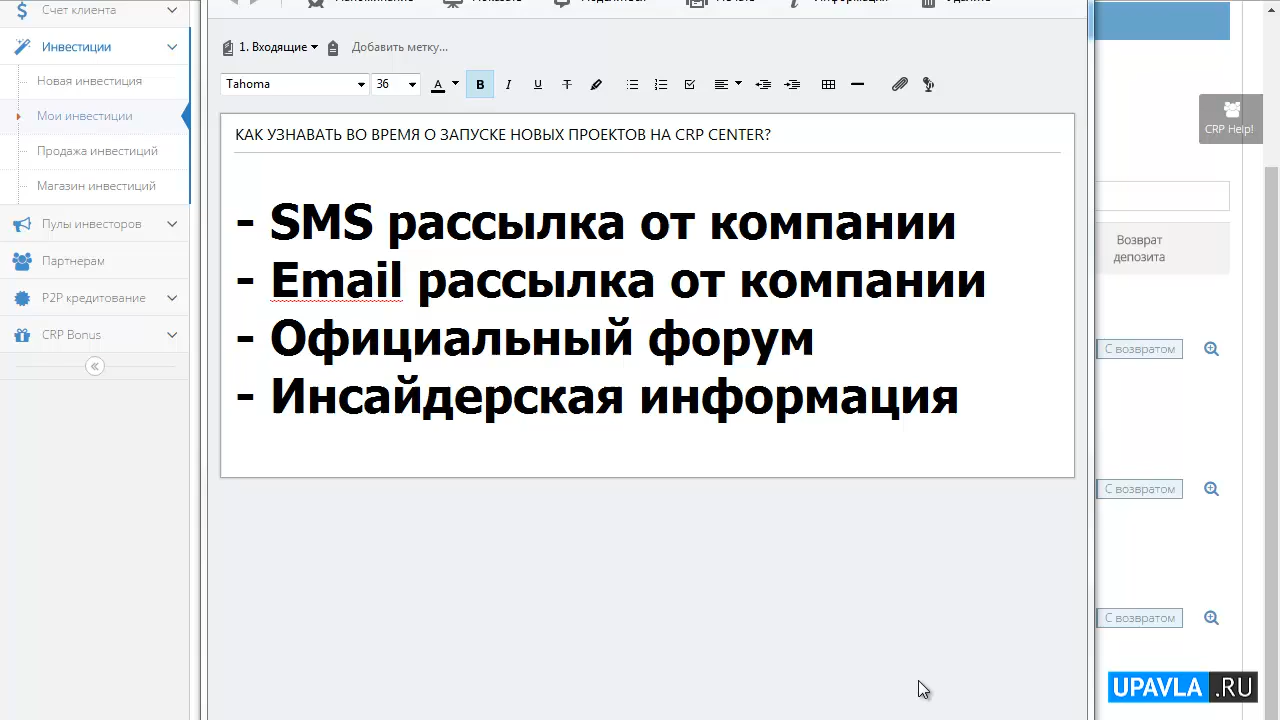 Счет клиента
Инвестиции
Новая инвестиция
Мои инвестиции
Продажа инвестиций
Магазин инвестиций
Пулы инвесторов
Партнерам
P2P кредитование
CRP Bonus
1. Входящие
Добавить метку...
Tahoma
36
КАК УЗНАВАТЬ ВО ВРЕМЯ О ЗАПУСКЕ НОВЫХ ПРОЕКТОВ НА CRP CENTER?
- SMS рассылка от компании
- Email рассылка от компании
- Официальный форум
- Инсайдерская информация
CRP Help!
Возврат
депозита
С возвратом
С возвратом
С возвратом
UPAVLA.RU